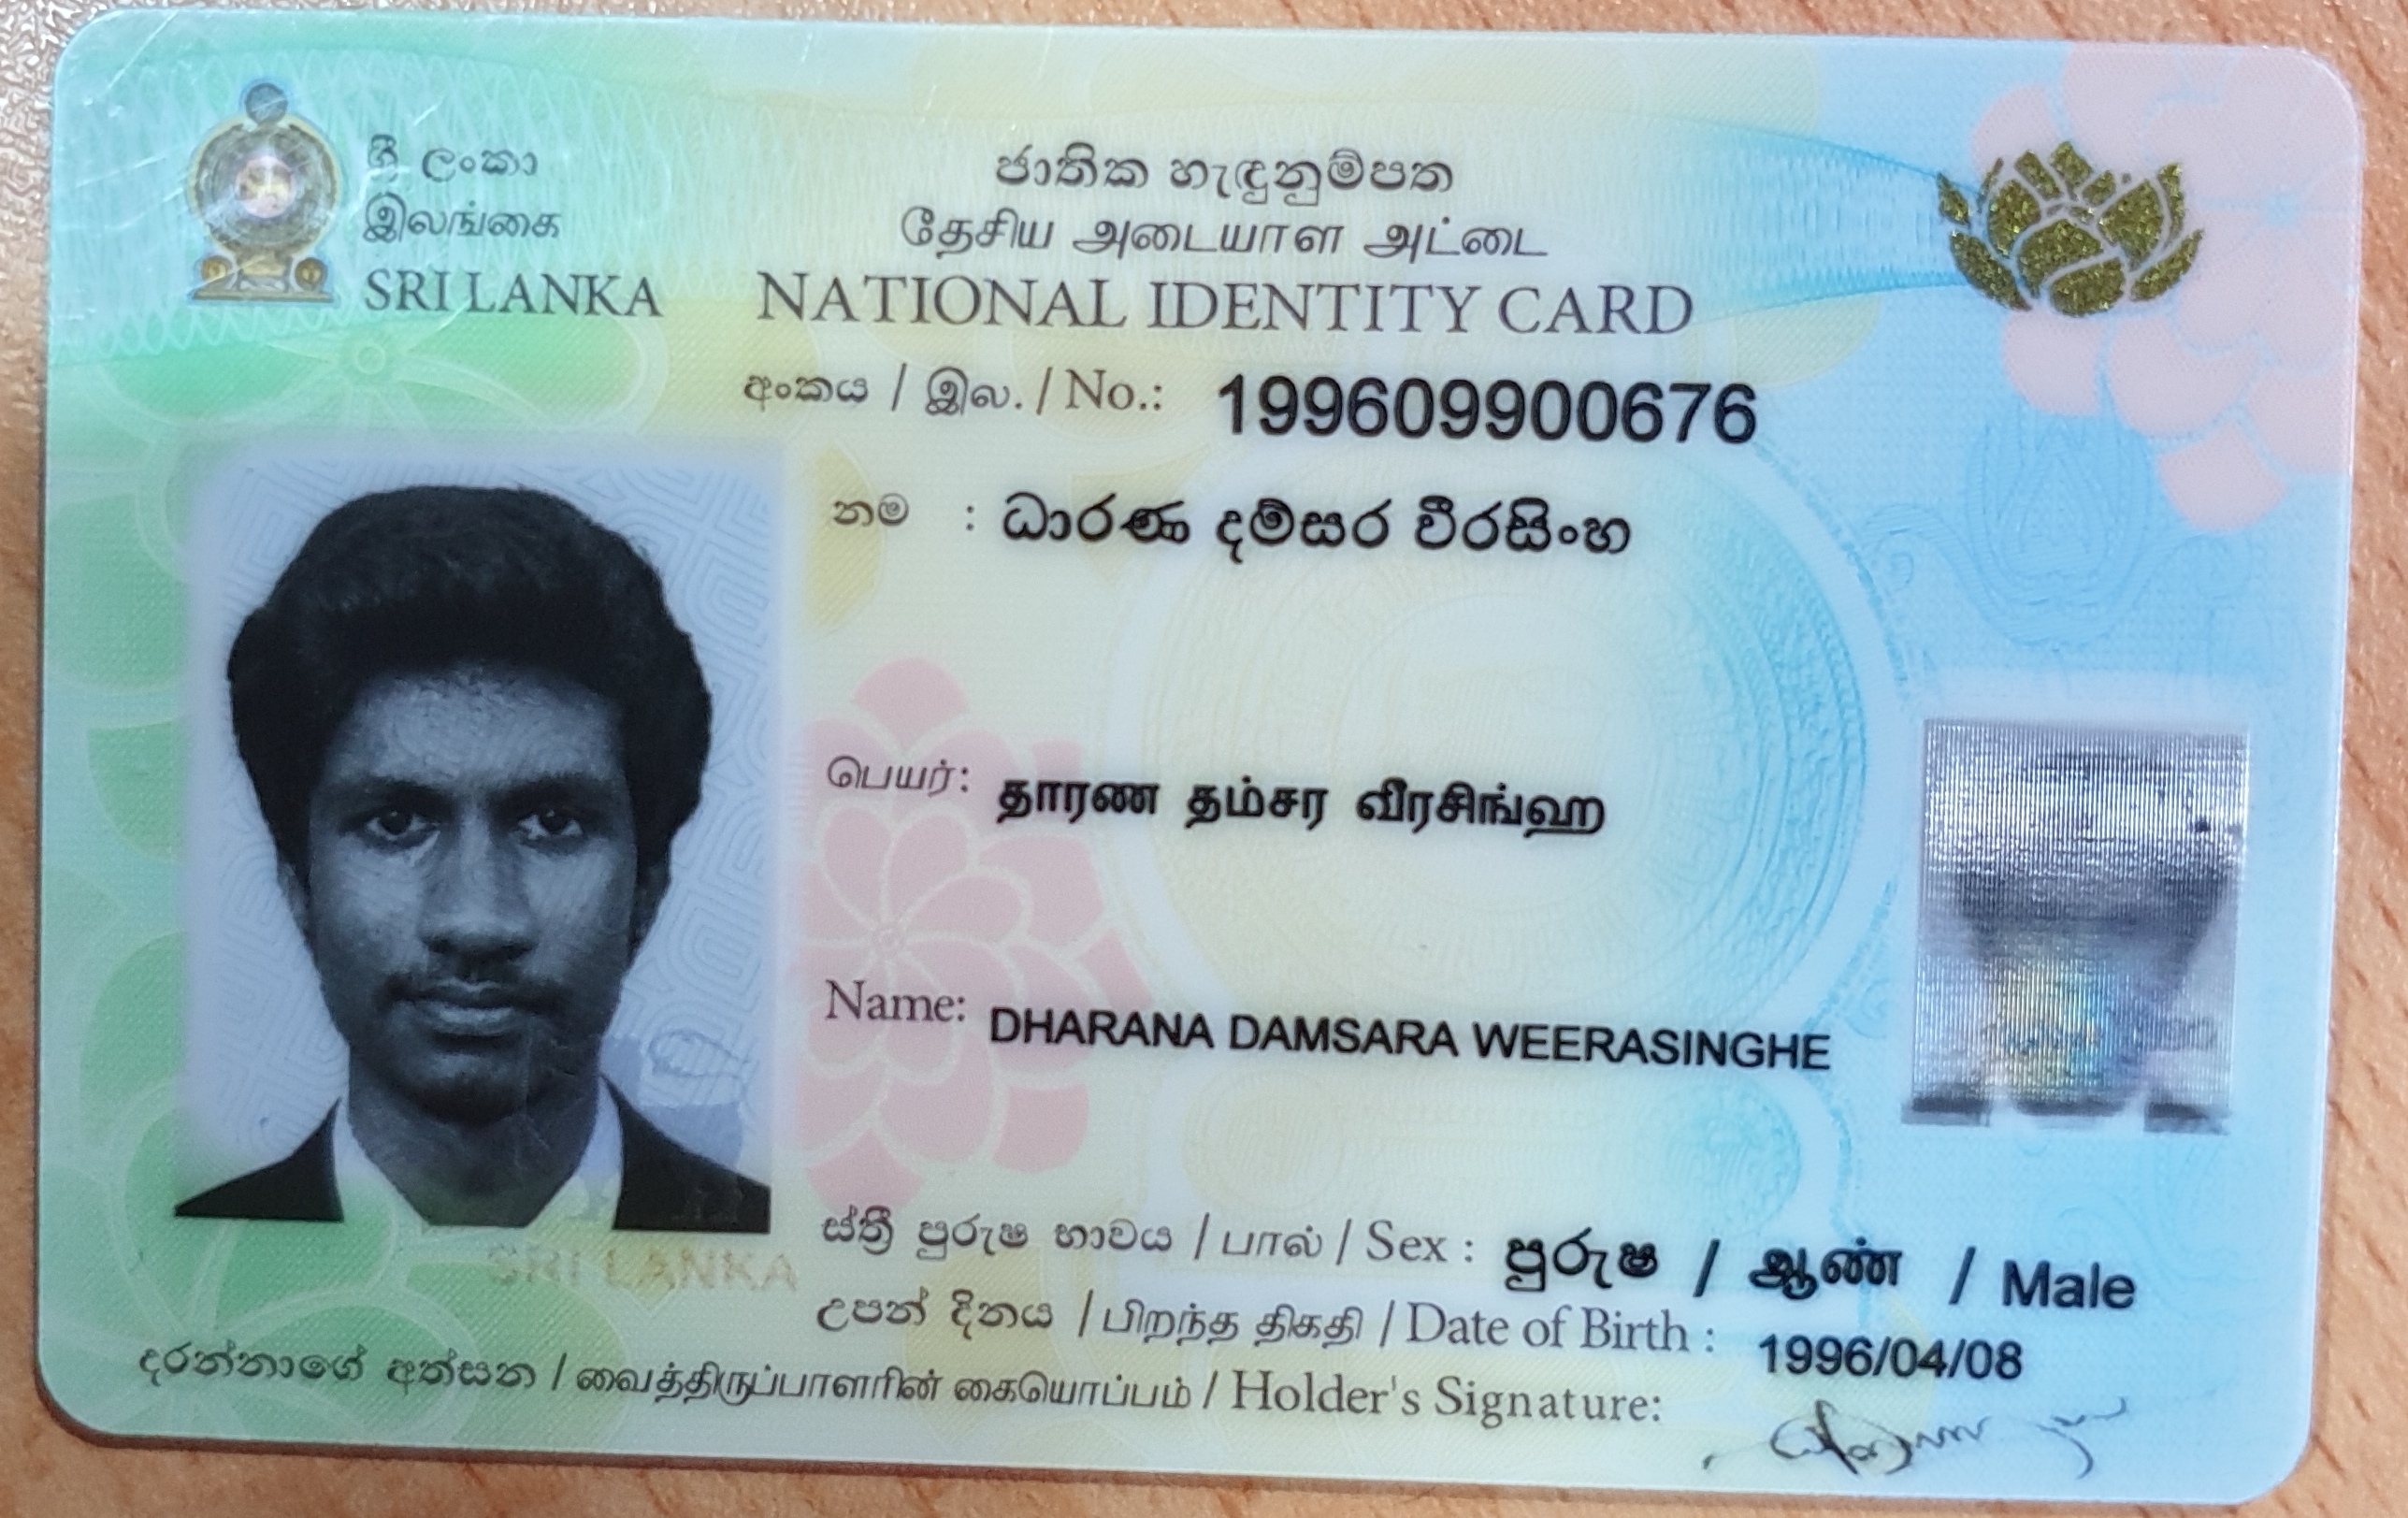 ශ්‍රී ලංකා
இலங்கை
SRI LANKA
ජාතික හැඳුනුම්පත
தேசிய அடையாள அட்டை
NATIONAL IDENTITY CARD
අංකය / இல. / No.: 199609900676
නම : ධාරණ දම්සර වීරසිංහ
பெயர்: தாரண தம்சர வீரசிங்ஹ
Name: DHARANA DAMSARA WEERASINGHE
ස්ත්‍රී පුරුෂ භාවය / பால் / Sex : පුරුෂ / ஆண் / Male
SRI LANKA
උපන් දිනය / பிறந்த திகதி / Date of Birth : 1996/04/08
දරන්නාගේ අත්සන / வைத்திருப்பாளரின் கையொப்பம் / Holder's Signature: